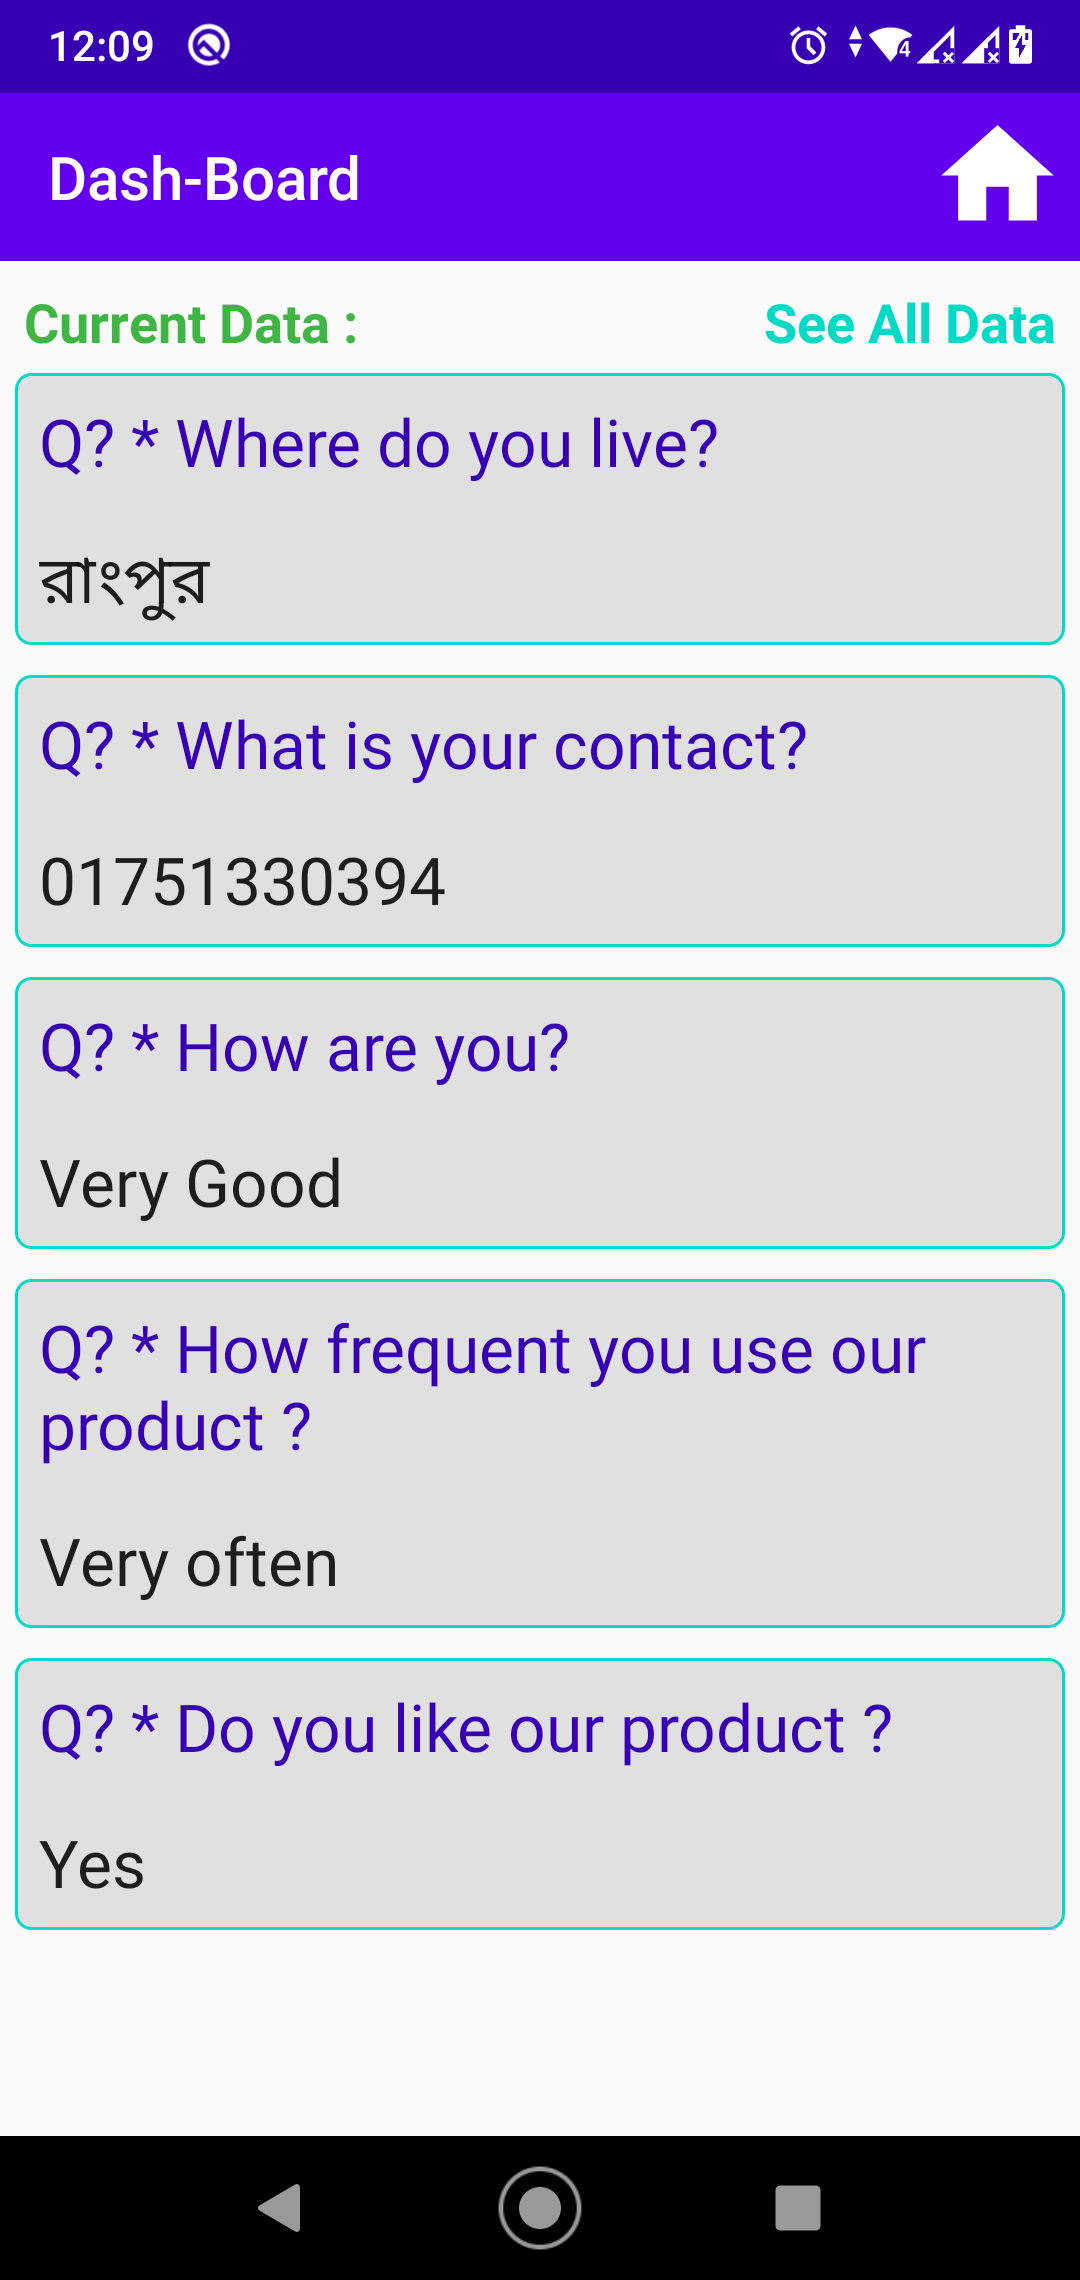 12:09
Dash-Board
Current Data :
See All Data
Q? * Where do you live?
রাংপুর
Q? * What is your contact?
01751330394
Q? * How are you?
Very Good
Q? * How frequent you use our
product ?
Very often
Q? * Do you like our product ?
Yes